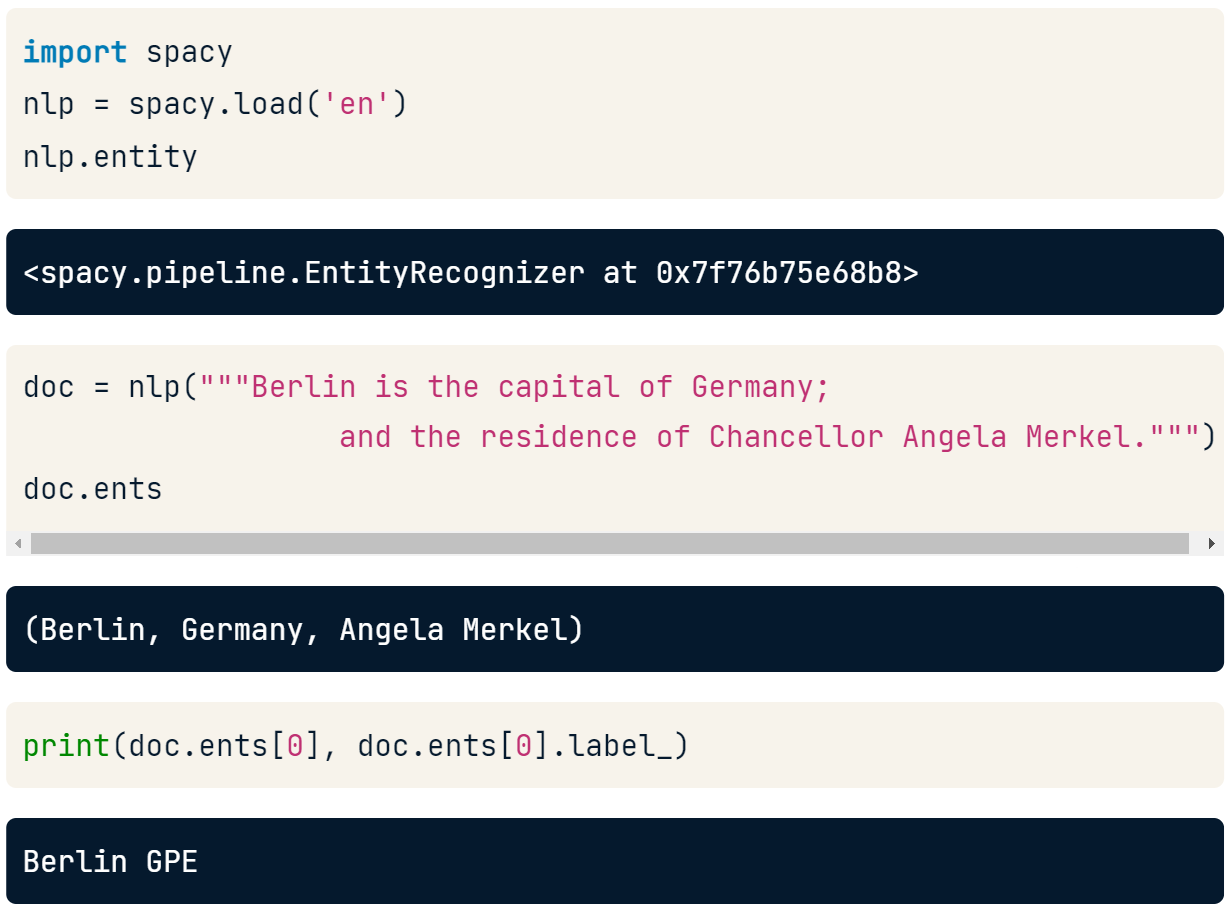 import spacy
nlp = spacy.load('en')
nlp.entity
<spacy.pipeline.EntityRecognizer at 0x7f76b75e68b8>
doc = nlp("""Berlin is the capital of Germany;
                  and the residence of Chancellor Angela Merkel.""")
doc.ents
(Berlin, Germany, Angela Merkel)
print(doc.ents[0], doc.ents[0].label_)
Berlin GPE